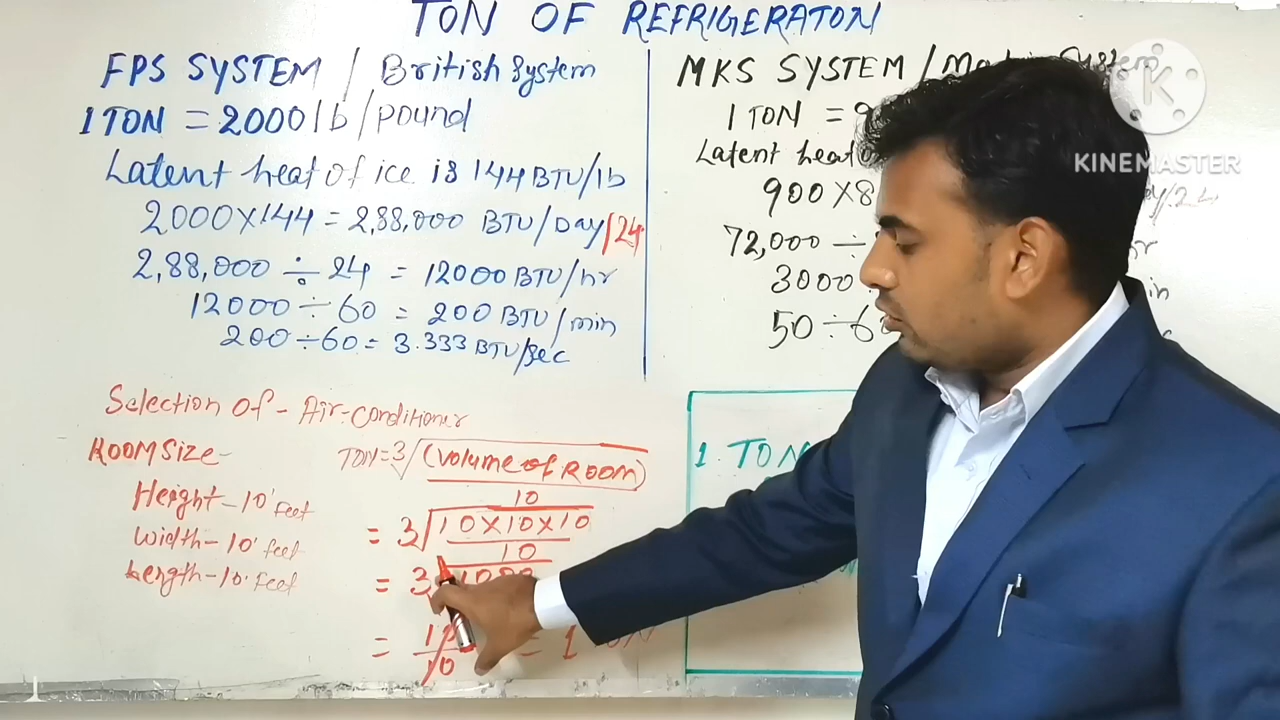 TON OF REFRIGERATON
FPS SYSTEM / British System
1 TON = 2000 lb/pound
Latent heat of ice is 144 BTU/lb
2000 X 144 = 2,88,000 BTU/Day/24
2,88,000 ÷ 24 = 12000 BTU/hr
12000 ÷ 60 = 200 BTU/min
200 ÷ 60 = 3.333 BTU/sec
MKS SYSTEM /
1 TON = 9
Latent heat
900 X 8
72,000 ÷
3000
50 ÷ 6
KINEMASTER
Selection Of - Air-Conditioner
ROOM SIZE -
Height - 10' feet
width - 10' feet
Length - 10' feet
TON = 3√(Volume of ROOM)
10
= 3√10 X 10 X 10
10
= 3
= 10
10
= 1
1 TON